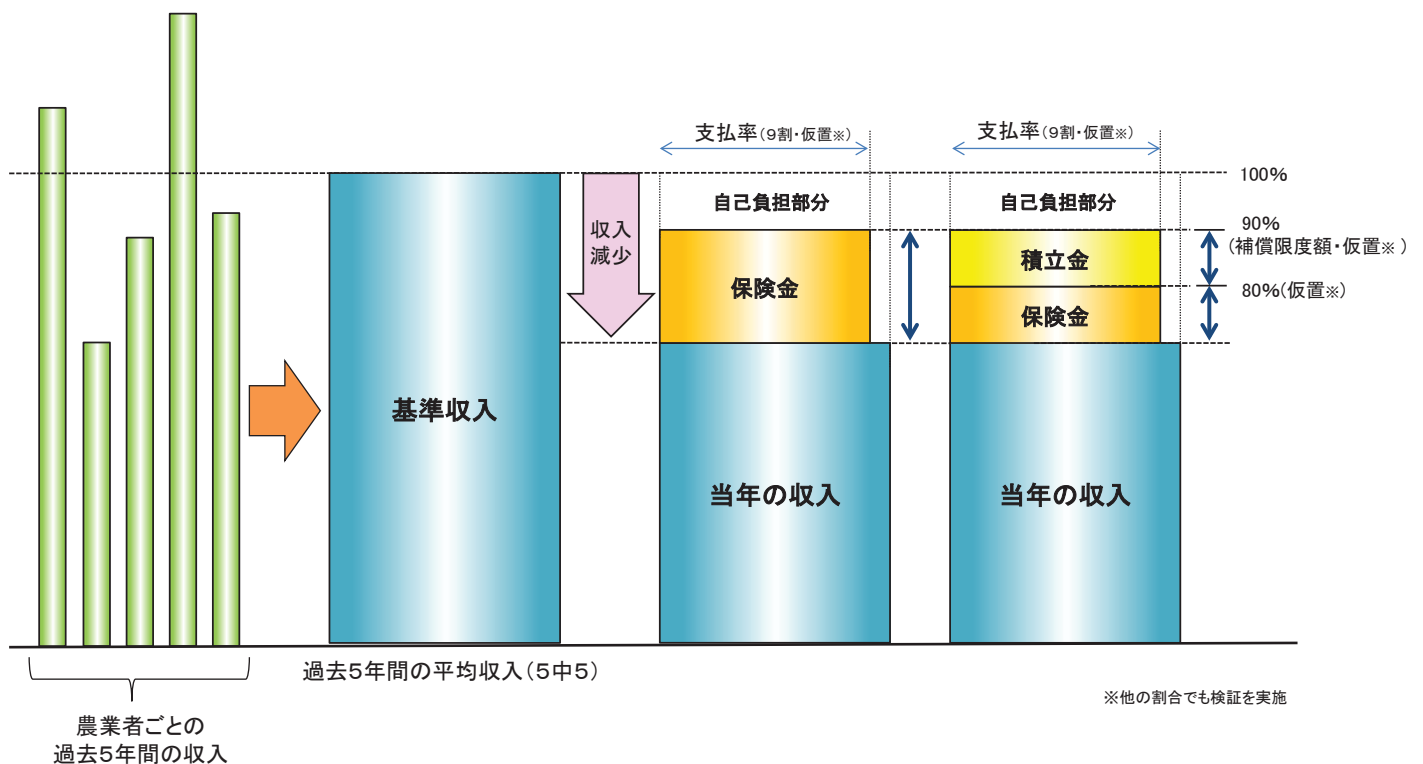 支払率(9割・仮置※)
支払率(9割・仮置※)
100%
自己負担部分
自己負担部分
90%
(補償限度額・仮置※)
収入
減少
積立金
保険金
80%(仮置※)
保険金
基準収入
当年の収入
当年の収入
過去5年間の平均収入(5中5)
※他の割合でも検証を実施
農業者ごとの
過去5年間の収入